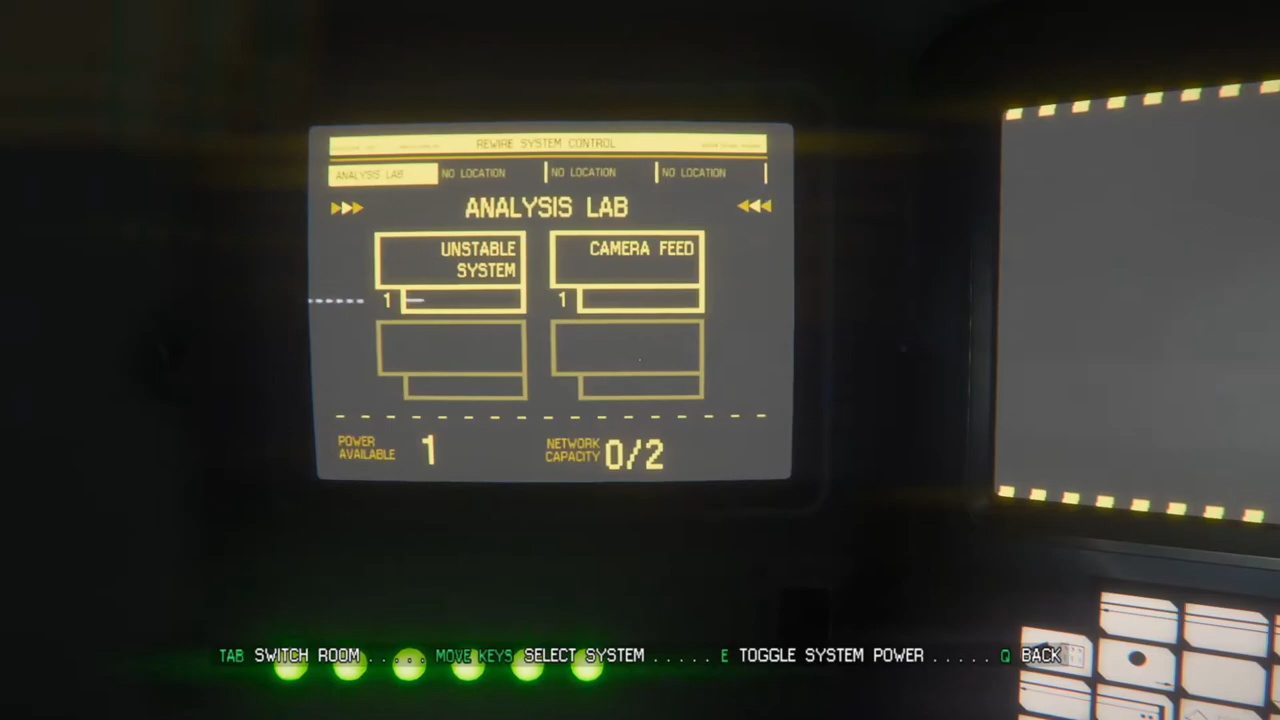 REWIRE SYSTEM CONTROL
ANALYSIS LAB NO LOCATION NO LOCATION NO LOCATION
ANALYSIS LAB
UNSTABLE
SYSTEM
1
CAMERA FEED
1
POWER
AVAILABLE 1
NETWORK
CAPACITY 0/2
TAB SWITCH ROOM ..... MOVE KEYS SELECT SYSTEM ..... E TOGGLE SYSTEM POWER ..... Q BACK